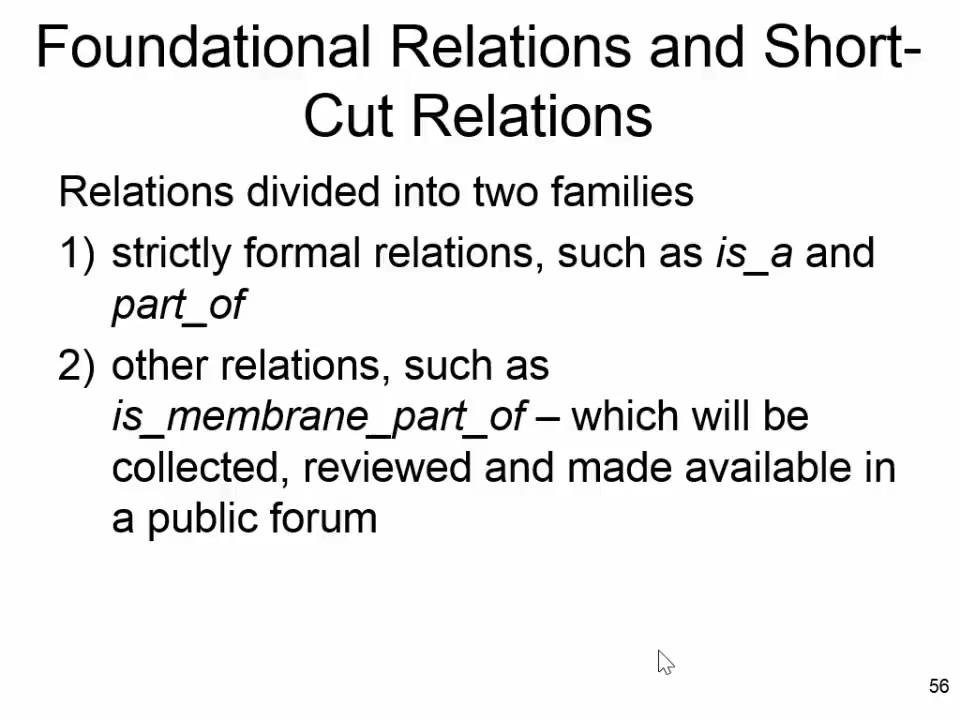 Foundational Relations and Short-
Cut Relations
Relations divided into two families
1) strictly formal relations, such as is_a and
part_of
2) other relations, such as
is_membrane_part_of – which will be
collected, reviewed and made available in
a public forum
56